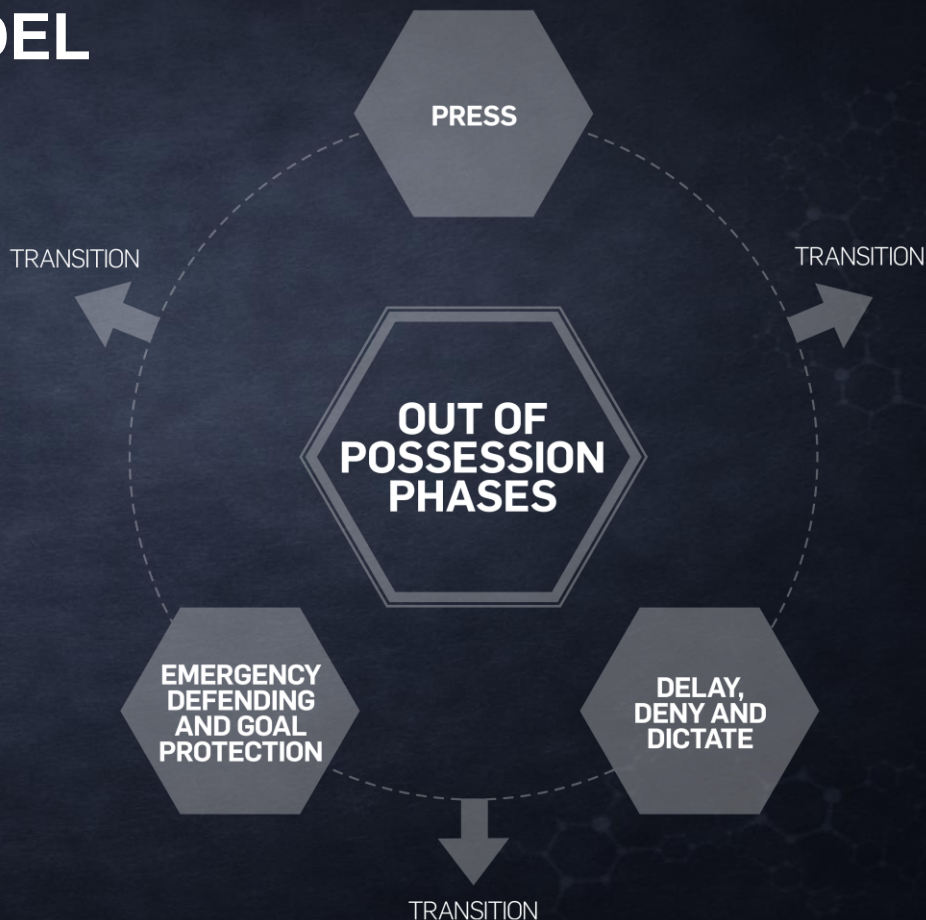 DEL
PRESS
TRANSITION
TRANSITION
OUT OF
POSSESSION
PHASES
EMERGENCY
DEFENDING
AND GOAL
PROTECTION
DELAY,
DENY AND
DICTATE
TRANSITION